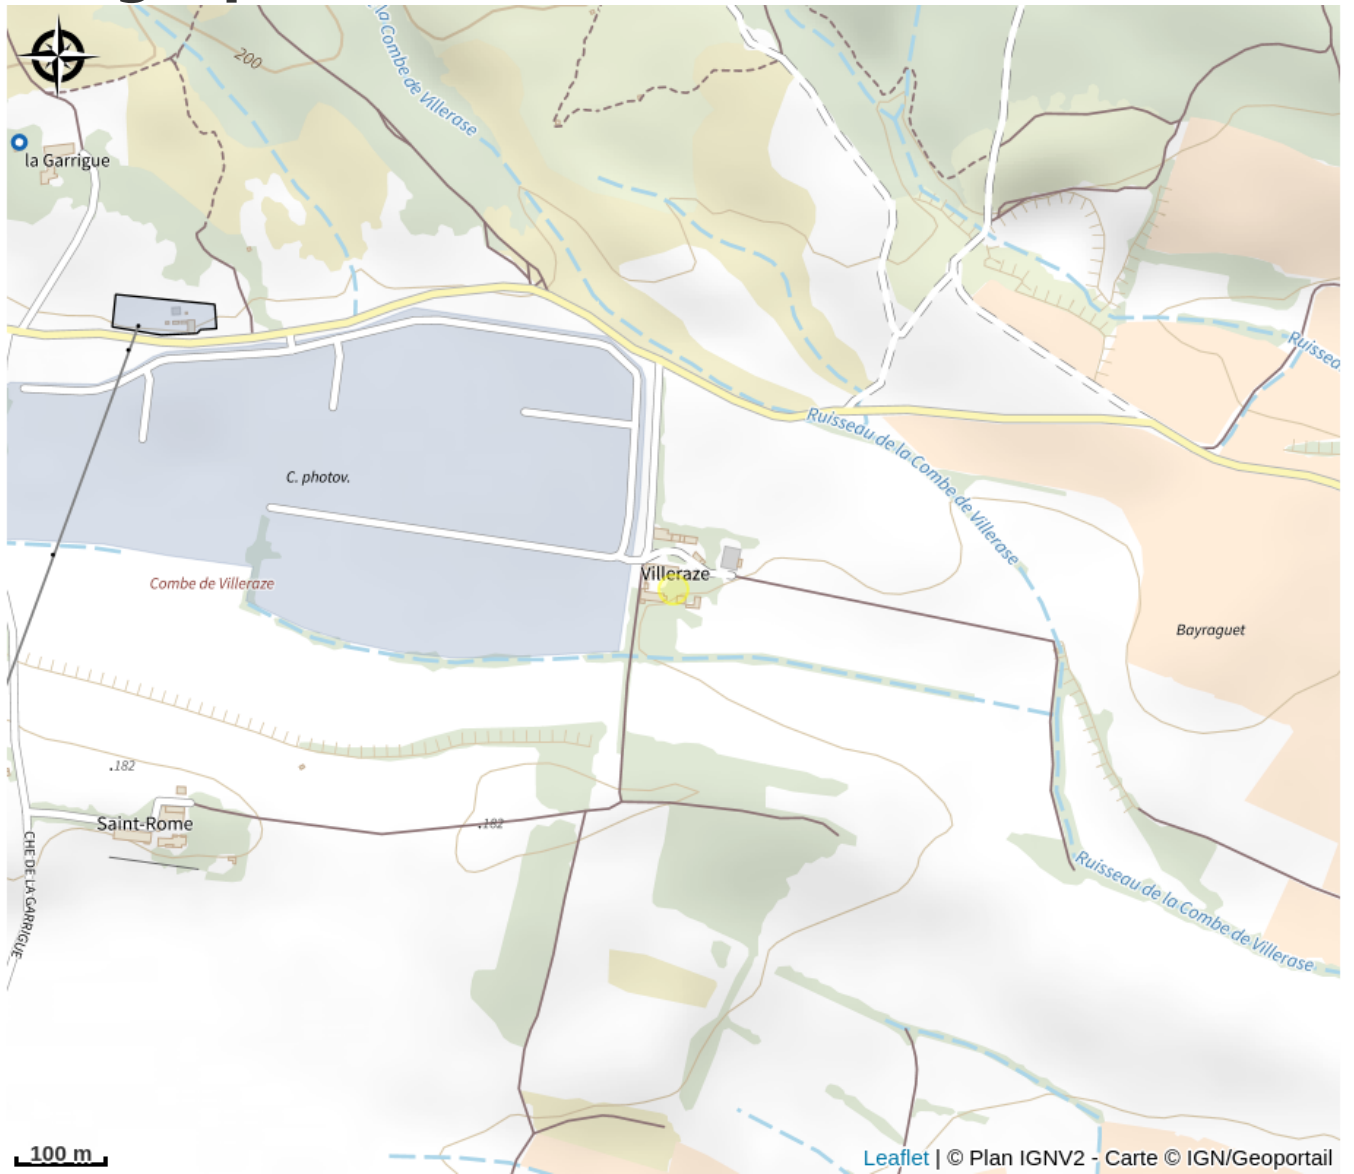 la Combe de Villerase
200
la Garrigue
Ruissea
Ruisseau de la Combe de Villerase
C. photov.
Villeraze
Combe de Villeraze
Bayraguet
.182
Saint-Rome
.182
CHE DE LA GARRIGUE
Ruisseau de la Combe de Villerase
100 m
Leaflet | © Plan IGNV2 - Carte © IGN/Geoportail